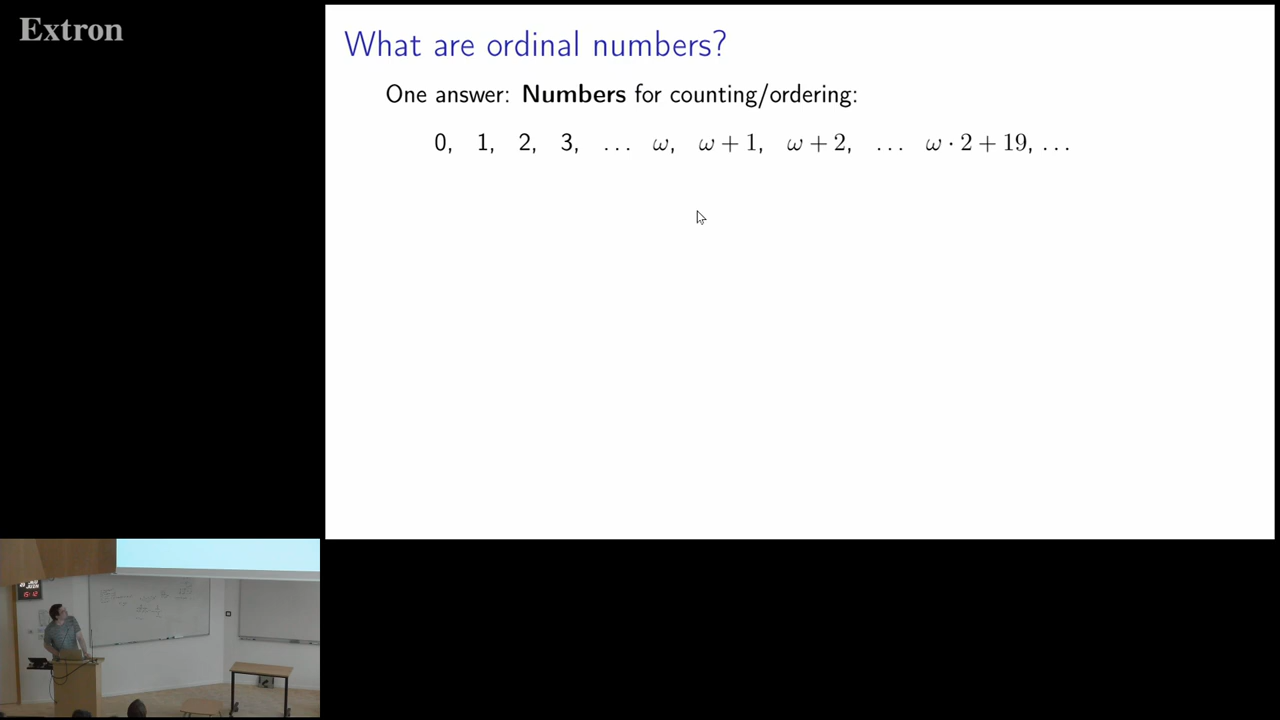 Extron
What are ordinal numbers?
One answer: Numbers for counting/ordering:
0, 1, 2, 3, ... ω, ω + 1, ω + 2, ... ω · 2 + 19, ...